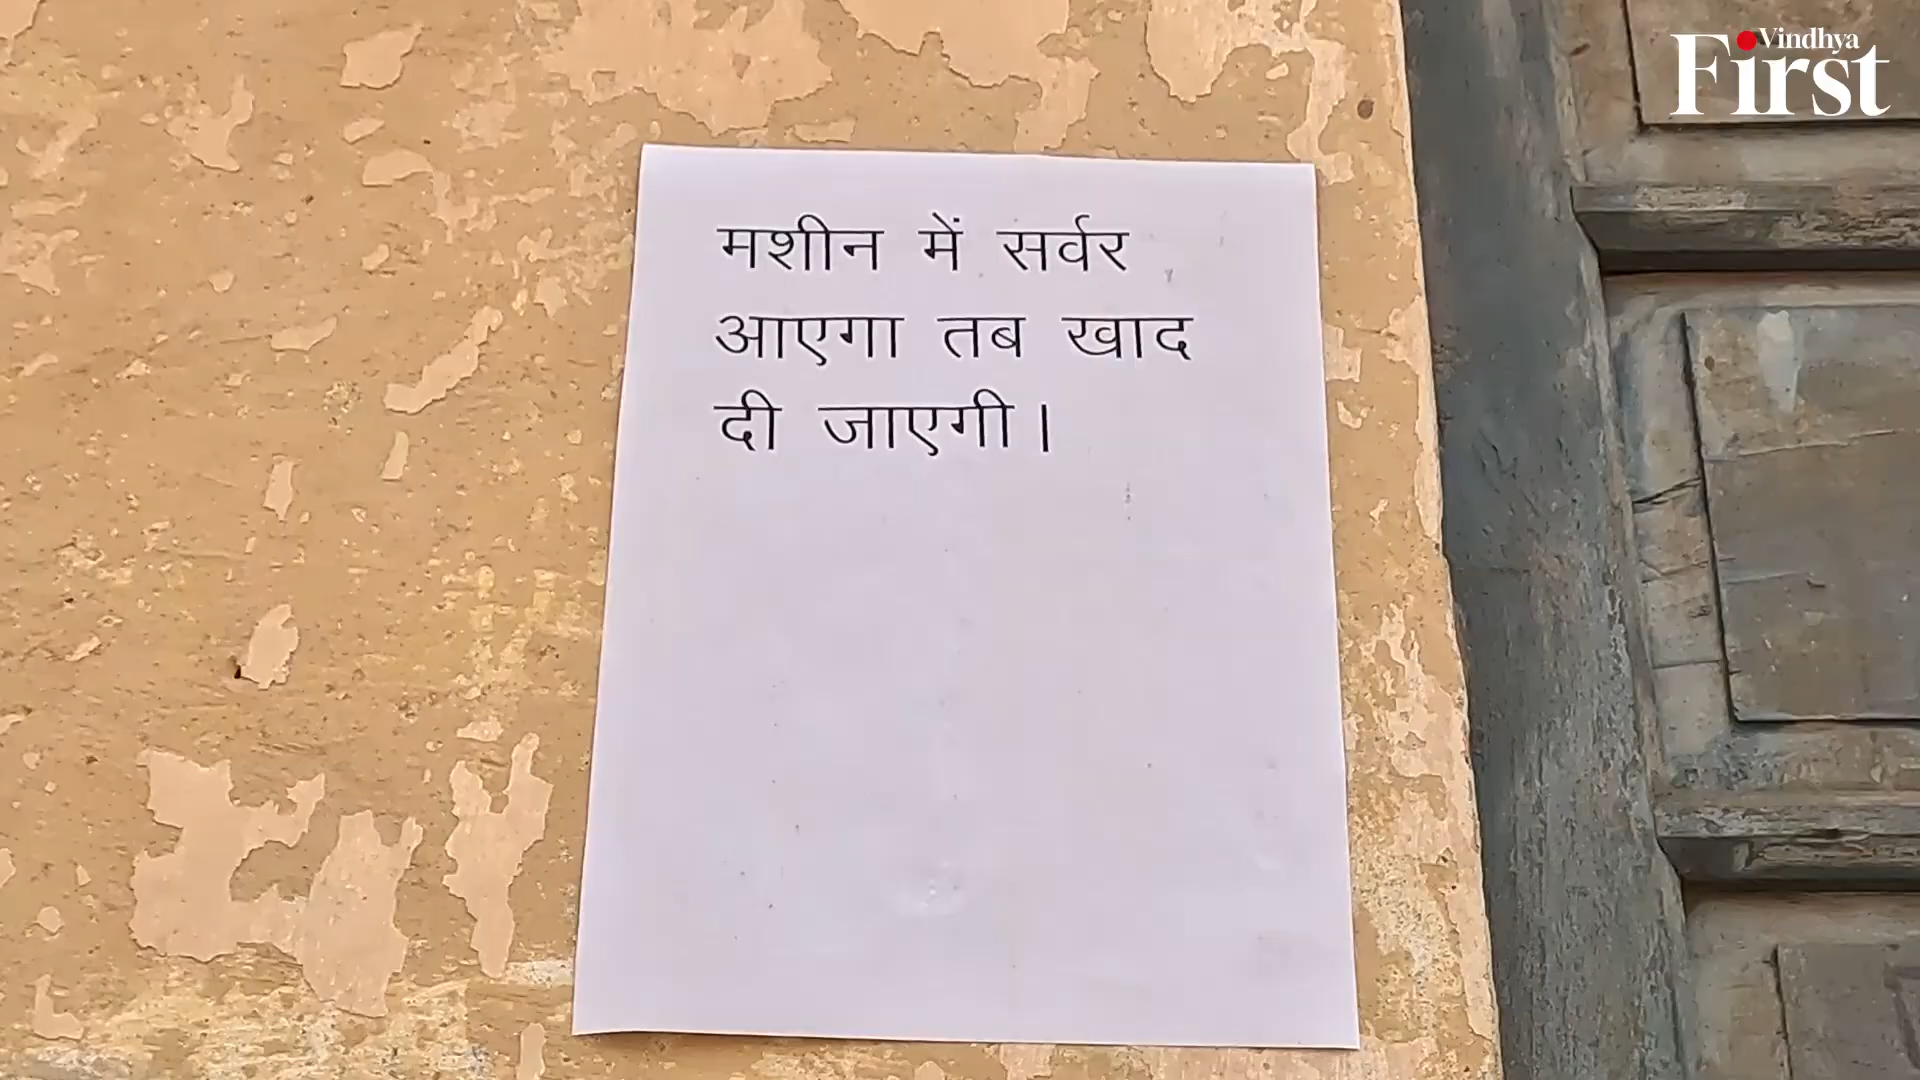 Vindhya
First
मशीन में सर्वर
आएगा तब खाद
दी जाएगी।